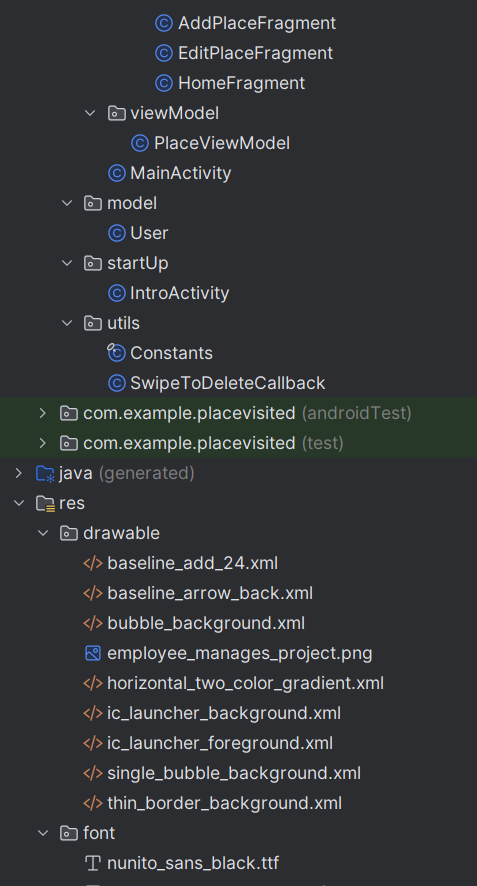 AddPlaceFragment
EditPlaceFragment
HomeFragment
viewModel
PlaceViewModel
MainActivity
model
User
startUp
IntroActivity
utils
Constants
SwipeToDeleteCallback
com.example.placevisited (androidTest)
com.example.placevisited (test)
java (generated)
res
drawable
baseline_add_24.xml
baseline_arrow_back.xml
bubble_background.xml
employee_manages_project.png
horizontal_two_color_gradient.xml
ic_launcher_background.xml
ic_launcher_foreground.xml
single_bubble_background.xml
thin_border_background.xml
font
nunito_sans_black.ttf